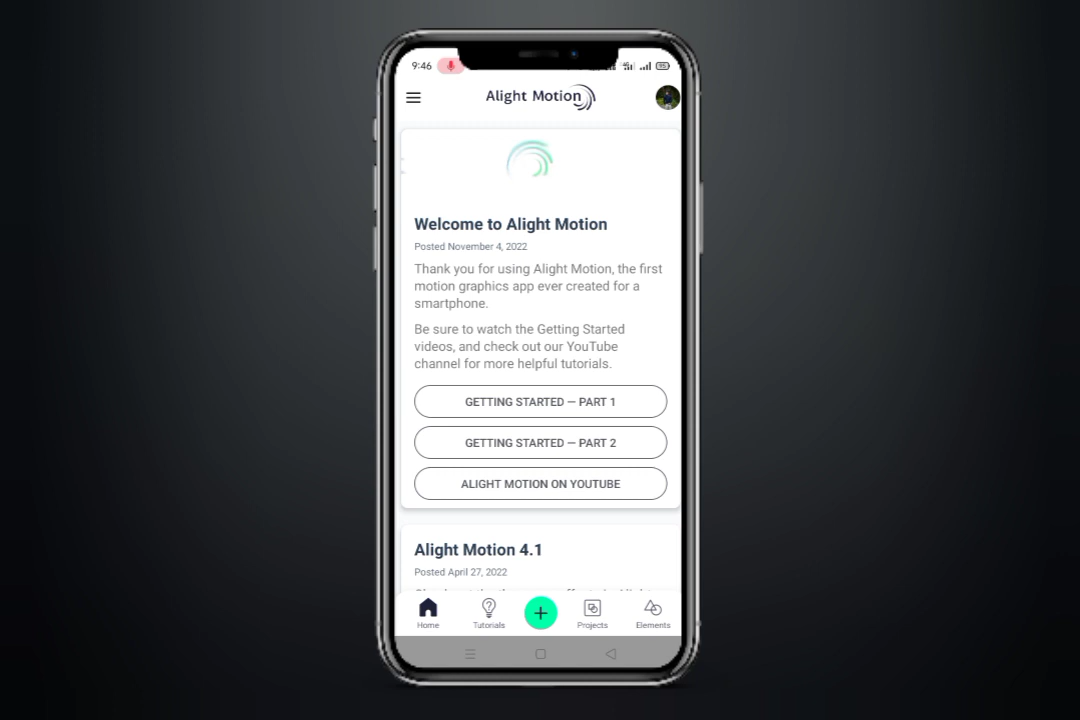 9:46
4G
95
Alight Motion
Welcome to Alight Motion
Posted November 4, 2022
Thank you for using Alight Motion, the first
motion graphics app ever created for a
smartphone.
Be sure to watch the Getting Started
videos, and check out our YouTube
channel for more helpful tutorials.
GETTING STARTED — PART 1
GETTING STARTED — PART 2
ALIGHT MOTION ON YOUTUBE
Alight Motion 4.1
Posted April 27, 2022
Home
Tutorials
Projects
Elements